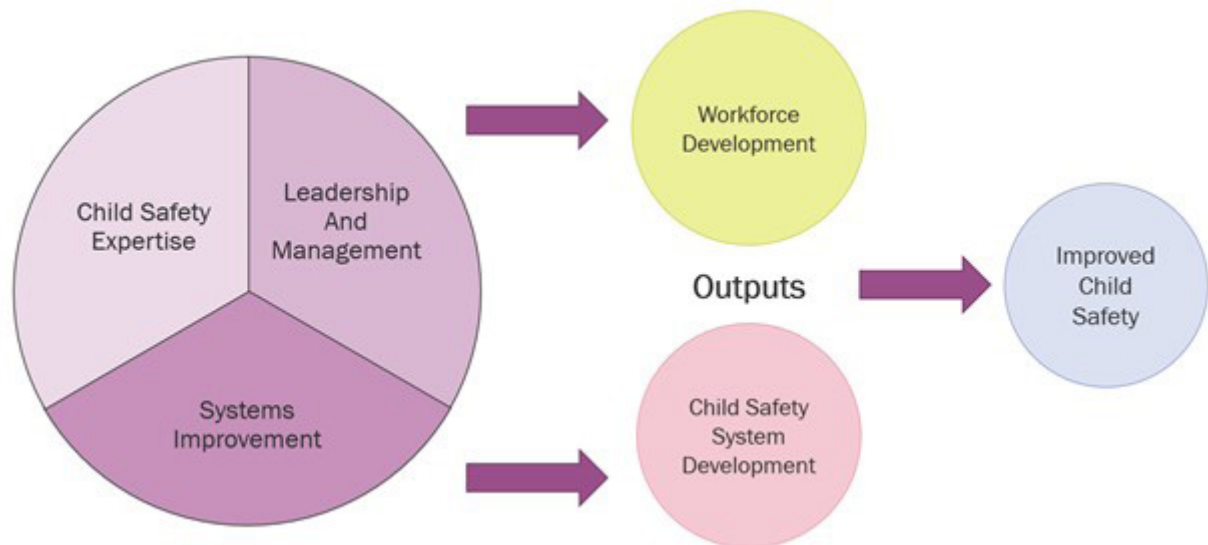 Child Safety
Expertise
Leadership
And
Management
Systems
Improvement
Workforce
Development
Outputs
Child Safety
System
Development
Improved
Child
Safety